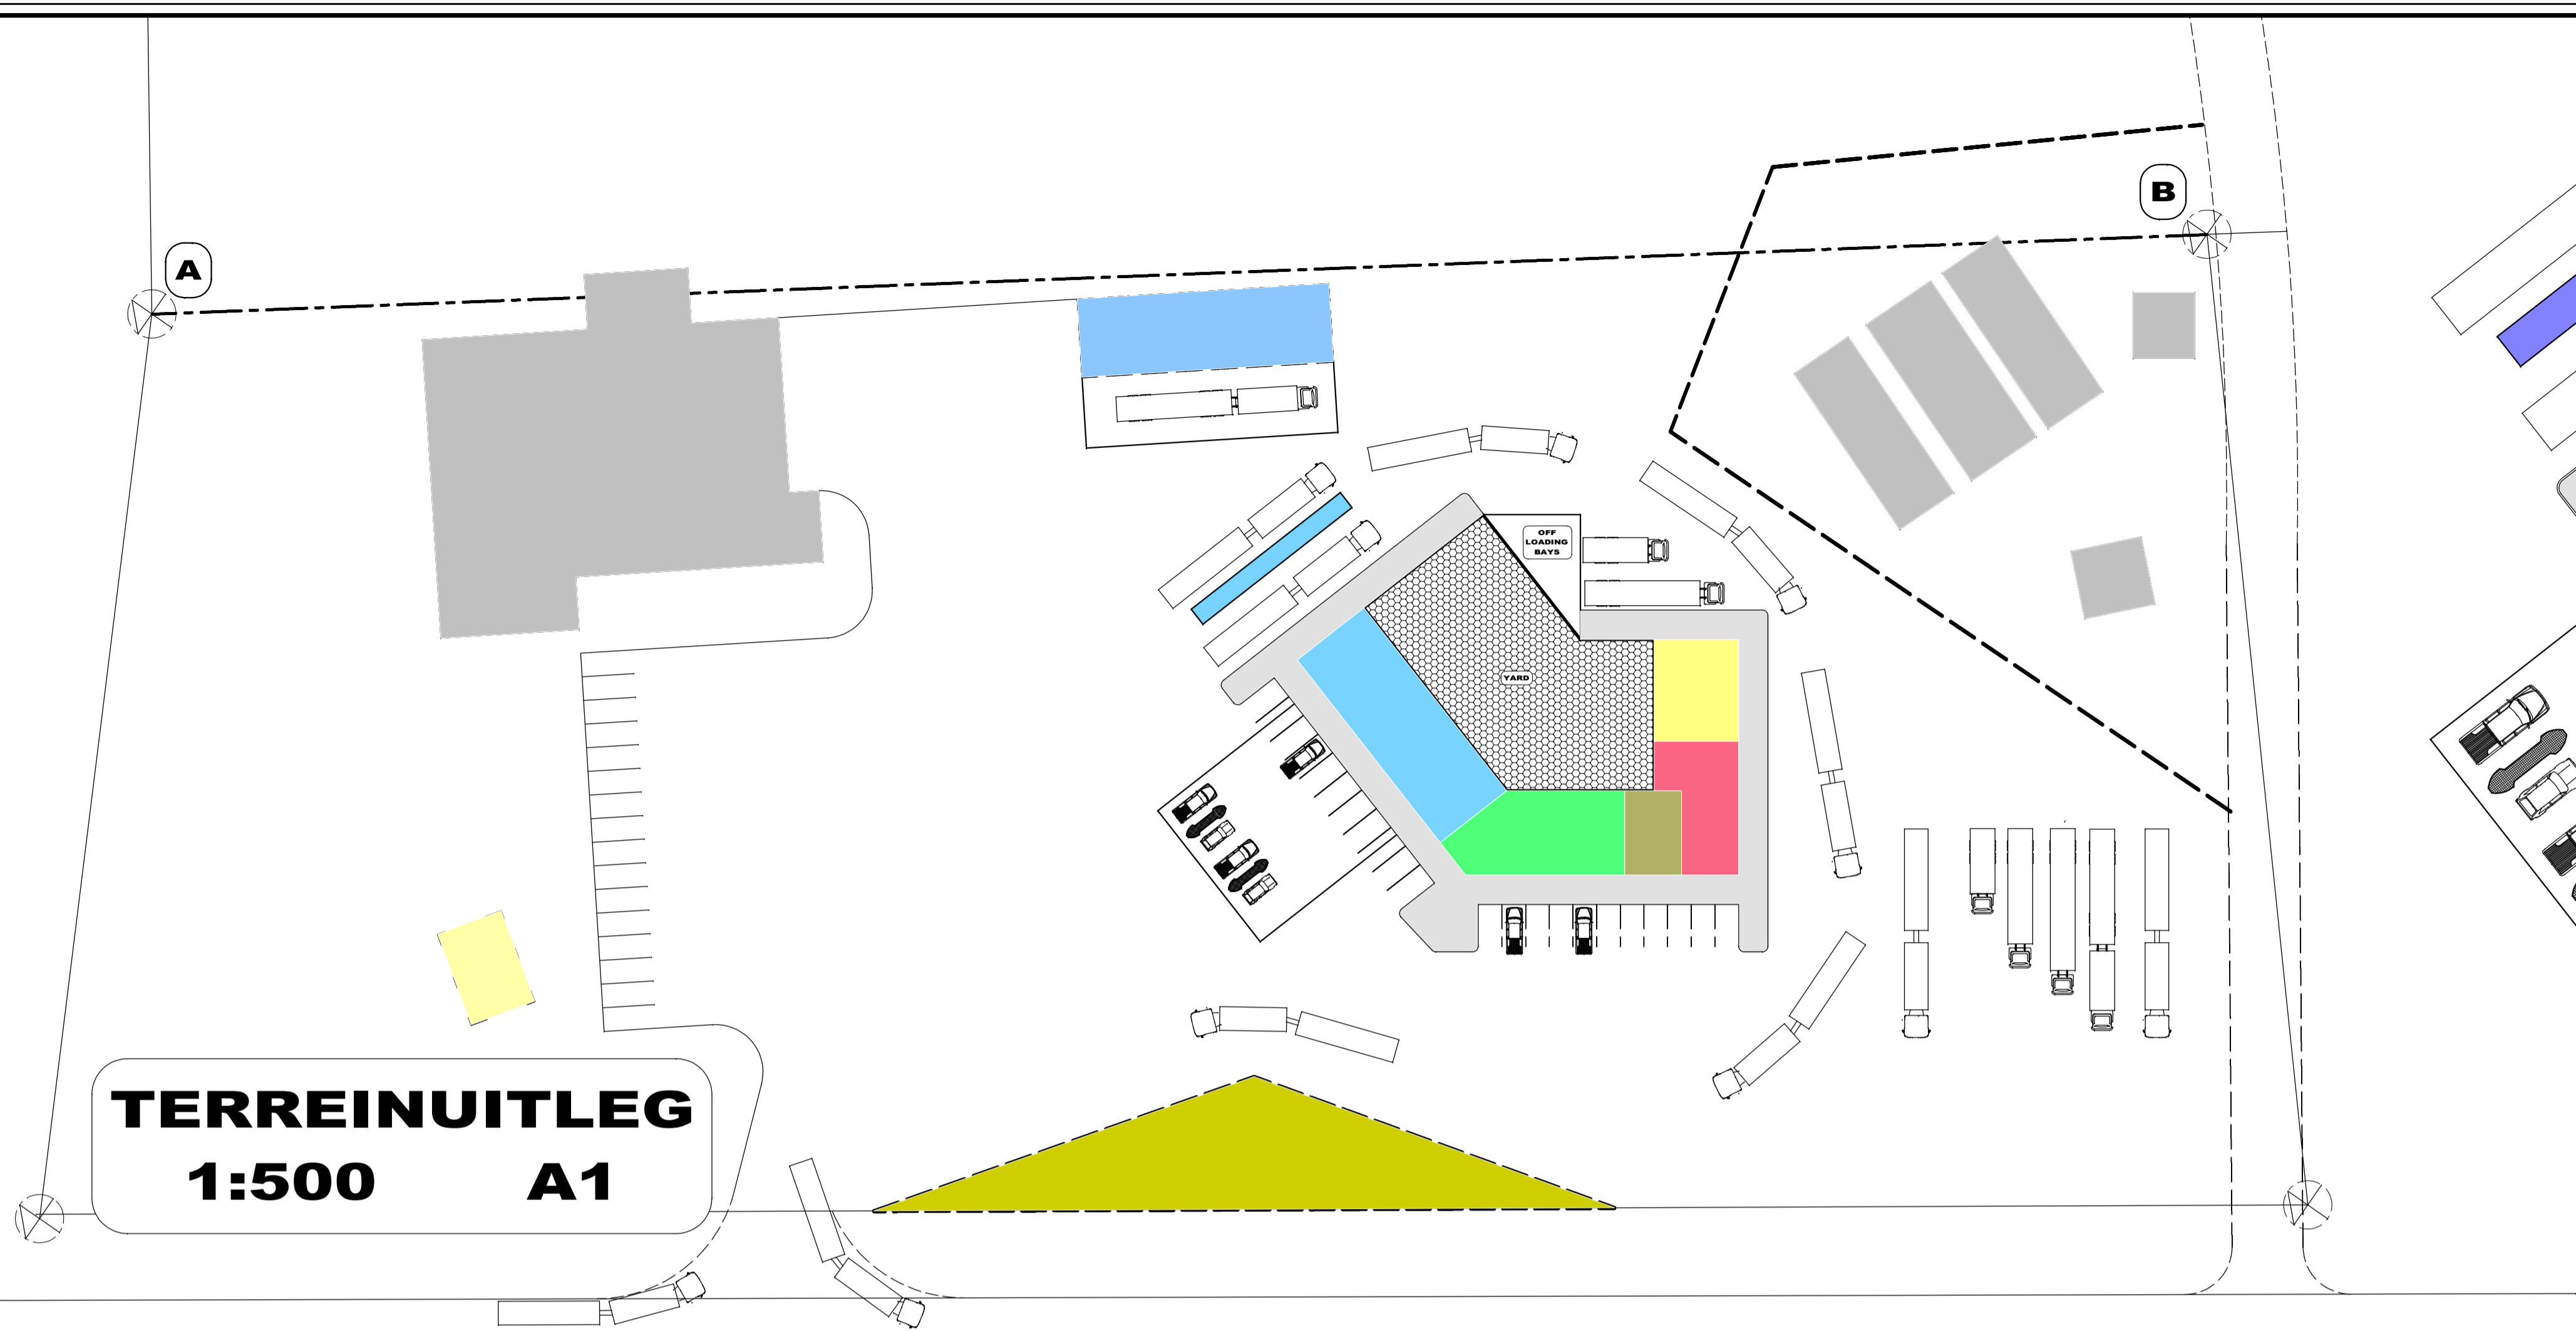 B
A
OFF
LOADING
BAYS
YARD
TERREINUITLEG
1:500 A1